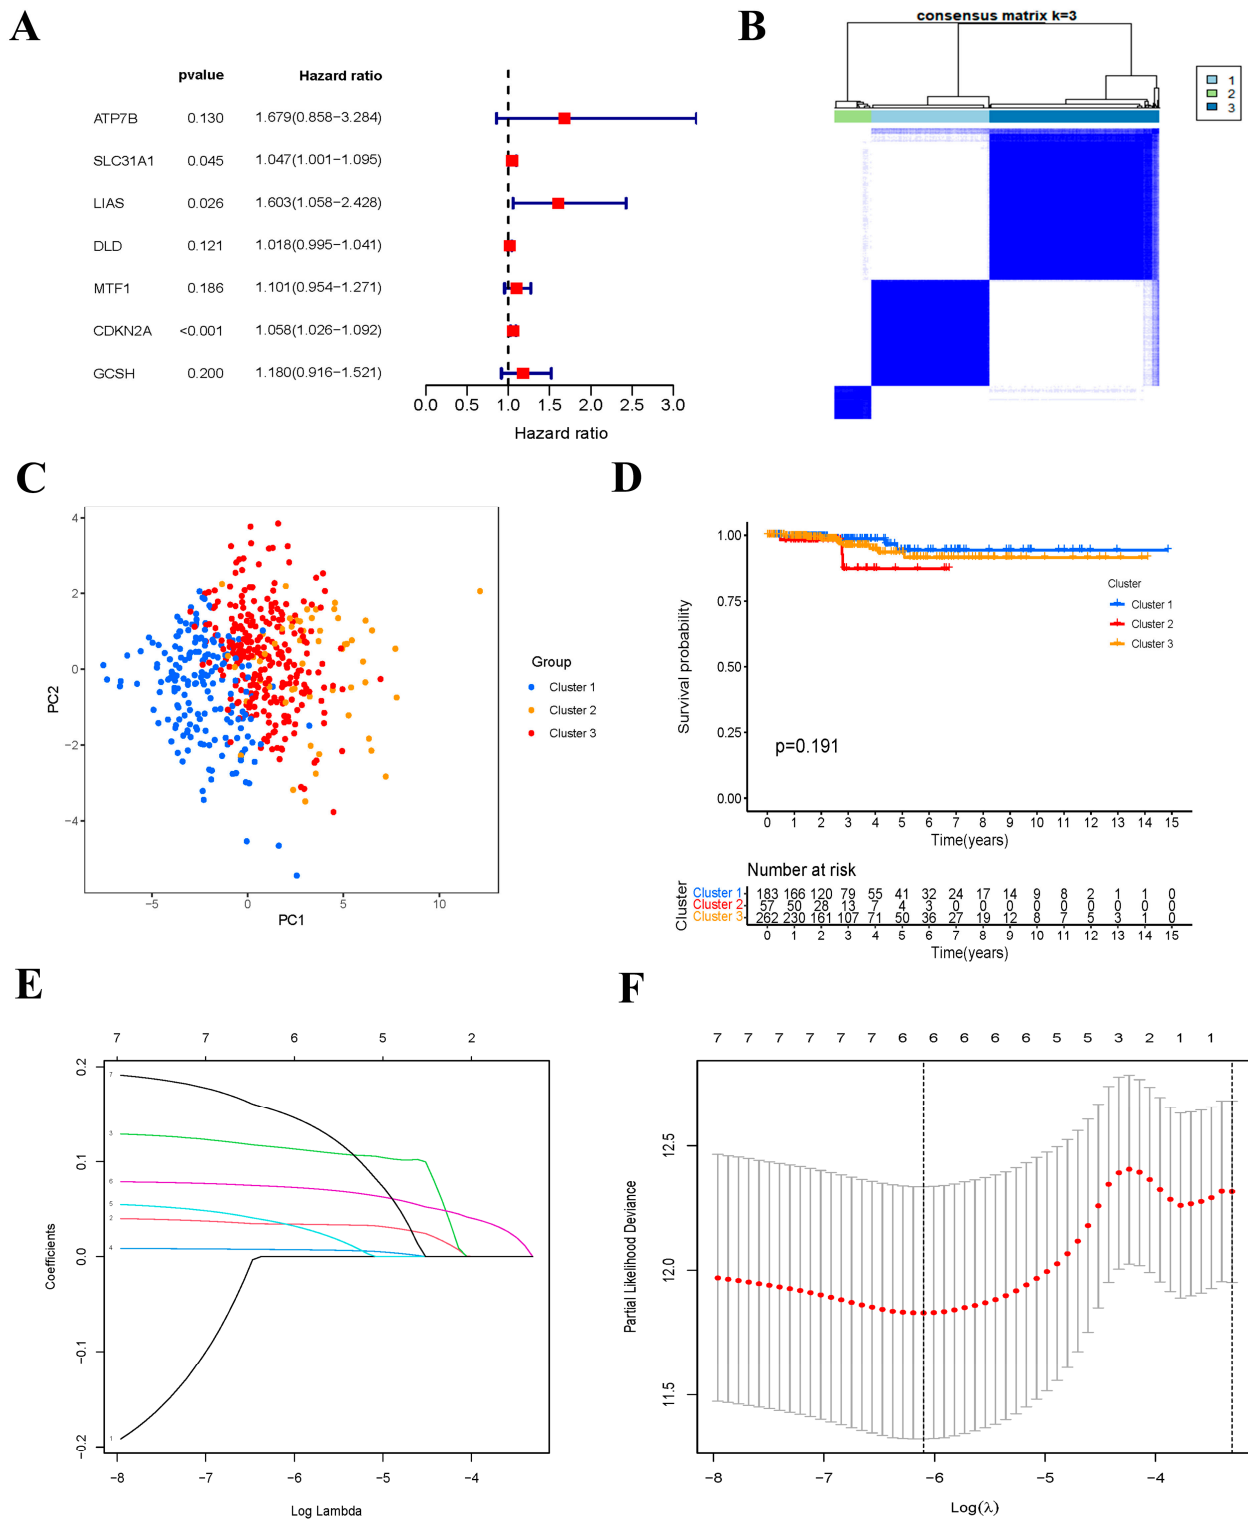 A
pvalue Hazard ratio
ATP7B 0.130 1.679(0.858−3.284)
SLC31A1 0.045 1.047(1.001−1.095)
LIAS 0.026 1.603(1.058−2.428)
DLD 0.121 1.018(0.995−1.041)
MTF1 0.186 1.101(0.954−1.271)
CDKN2A <0.001 1.058(1.026−1.092)
GCSH 0.200 1.180(0.916−1.521)
0.0 0.5 1.0 1.5 2.0 2.5 3.0
Hazard ratio
B
consensus matrix k=3
1
2
3
C
4
2
0
−2
−4
PC2
−5 0 5 10
PC1
Group
Cluster 1
Cluster 2
Cluster 3
D
1.00
0.75
0.50
0.25
0.00
Survival probability
p=0.191
Cluster
Cluster 1
Cluster 2
Cluster 3
0 1 2 3 4 5 6 7 8 9 10 11 12 13 14 15
Time(years)
Number at risk
Cluster
Cluster 1 183 166 120 79 55 41 32 24 17 14 9 8 2 1 1 0
Cluster 2 57 50 28 13 7 4 3 0 0 0 0 0 0 0 0 0
Cluster 3 262 230 161 107 71 50 36 27 19 12 8 7 5 3 1 0
0 1 2 3 4 5 6 7 8 9 10 11 12 13 14 15
Time(years)
E
7 7 6 5 2
0.2
0.1
0.0
−0.1
−0.2
Coefficients
7
3
6
5
2
4
1
−8 −7 −6 −5 −4
Log Lambda
F
7 7 7 7 7 7 6 6 6 6 6 5 5 3 2 1 1
12.5
12.0
11.5
Partial Likelihood Deviance
−8 −7 −6 −5 −4
Log(λ)